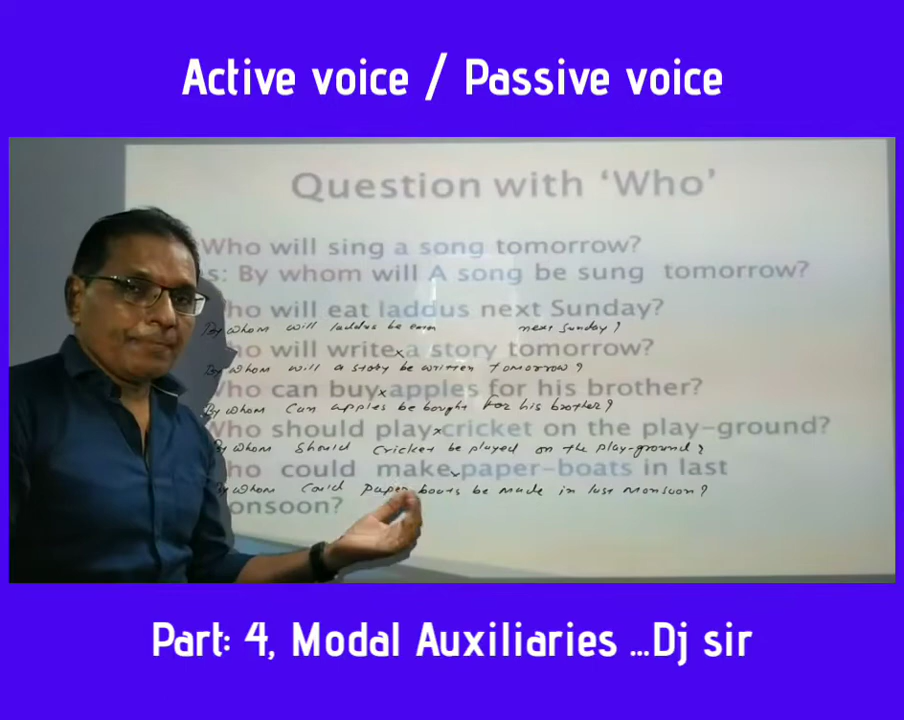 Active voice / Passive voice
Question with ‘Who’
Who will sing a song tomorrow?
s: By whom will A song be sung tomorrow?
ho will eat laddus next Sunday?
By whom will laddus be eaten next Sunday?
ho will write a story tomorrow?
By whom will a story be written tomorrow?
Who can buy apples for his brother?
By whom can apples be bought for his brother?
Who should play cricket on the play-ground?
By whom should cricket be played on the play-ground?
ho could make paper-boats in last
By whom could paper boats be made in last monsoon?
onsoon?
Part: 4, Modal Auxiliaries ...Dj sir